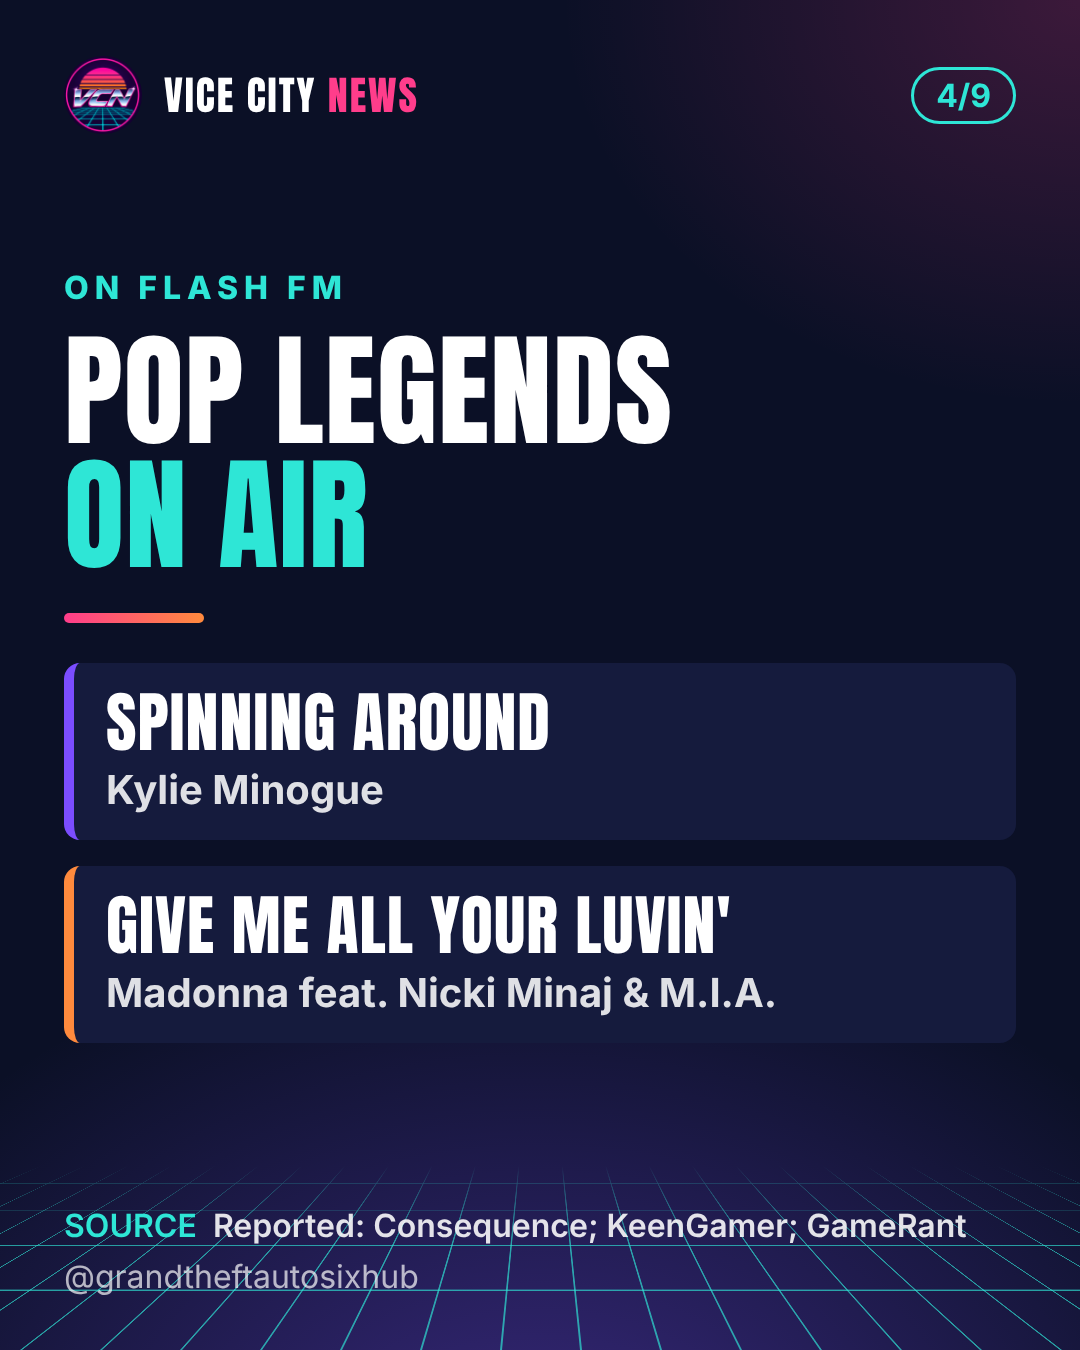 VCN
VICE CITY NEWS
4/9
ON FLASH FM
POP LEGENDS
ON AIR
SPINNING AROUND
Kylie Minogue
GIVE ME ALL YOUR LUVIN'
Madonna feat. Nicki Minaj & M.I.A.
SOURCE Reported: Consequence; KeenGamer; GameRant
@grandtheftautosixhub